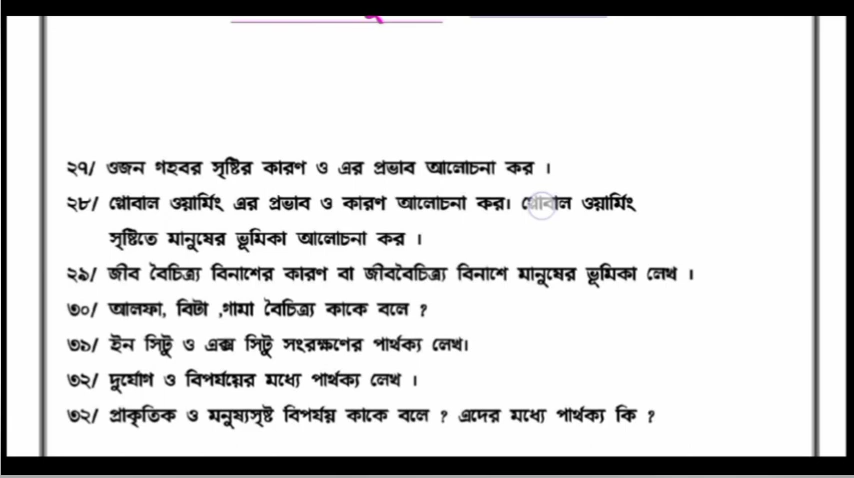 ২৭/ ওজন গহবর সৃষ্টির কারণ ও এর প্রভাব আলোচনা কর ।
২৮/ গ্লোবাল ওয়ার্মিং এর প্রভাব ও কারণ আলোচনা কর। গ্লোবাল ওয়ার্মিং
সৃষ্টিতে মানুষের ভূমিকা আলোচনা কর ।
২৯/ জীব বৈচিত্র্য বিনাশের কারণ বা জীববৈচিত্র্য বিনাশে মানুষের ভূমিকা লেখ ।
৩০/ আলফা, বিটা ,গামা বৈচিত্র্য কাকে বলে ?
৩১/ ইন সিটু ও এক্স সিটু সংরক্ষণের পার্থক্য লেখ।
৩২/ দুর্যোগ ও বিপর্যয়ের মধ্যে পার্থক্য লেখ ।
৩২/ প্রাকৃতিক ও মনুষ্যসৃষ্ট বিপর্যয় কাকে বলে ? এদের মধ্যে পার্থক্য কি ?